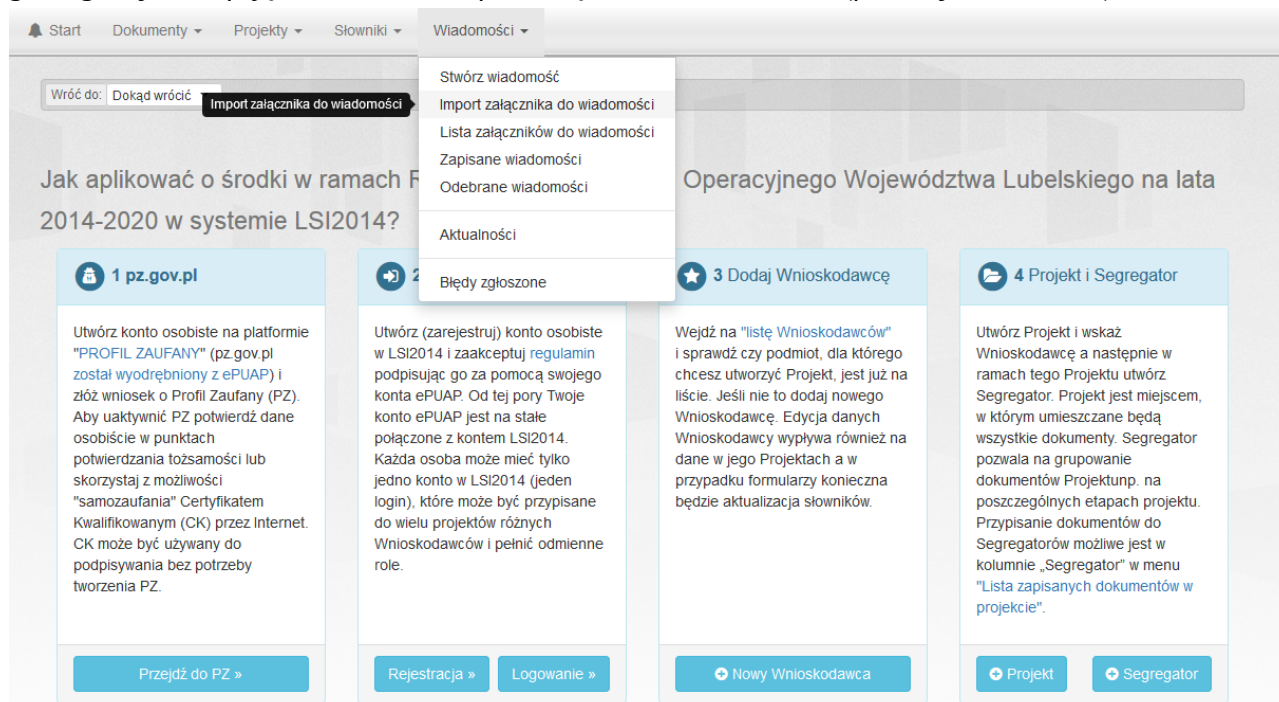 Start Dokumenty Projekty Słowniki Wiadomości
Stwórz wiadomość
Wróć do: Dokąd wrócić
Import załącznika do wiadomości
Import załącznika do wiadomości
Lista załączników do wiadomości
Zapisane wiadomości
Odebrane wiadomości
Aktualności
Błędy zgłoszone
Jak aplikować o środki w ramach Operacyjnego Województwa Lubelskiego na lata
2014-2020 w systemie LSI2014?
1 pz.gov.pl
Utwórz konto osobiste na platformie
"PROFIL ZAUFANY" (pz.gov.pl
został wyodrębniony z ePUAP) i
złóż wniosek o Profil Zaufany (PZ).
Aby uaktywnić PZ potwierdź dane
osobiście w punktach
potwierdzania tożsamości lub
skorzystaj z możliwości
"samozaufania" Certyfikatem
Kwalifikowanym (CK) przez Internet.
CK może być używany do
podpisywania bez potrzeby
tworzenia PZ.
Przejdź do PZ »
2
Utwórz (zarejestruj) konto osobiste
w LSI2014 i zaakceptuj regulamin
podpisując go za pomocą swojego
konta ePUAP. Od tej pory Twoje
konto ePUAP jest na stałe
połączone z kontem LSI2014.
Każda osoba może mieć tylko
jedno konto w LSI2014 (jeden
login), które może być przypisane
do wielu projektów różnych
Wnioskodawców i pełnić odmienne
role.
Rejestracja » Logowanie »
3 Dodaj Wnioskodawcę
Wejdź na "listę Wnioskodawców"
i sprawdź czy podmiot, dla którego
chcesz utworzyć Projekt, jest już na
liście. Jeśli nie to dodaj nowego
Wnioskodawcę. Edycja danych
Wnioskodawcy wypływa również na
dane w jego Projektach a w
przypadku formularzy konieczna
będzie aktualizacja słowników.
Nowy Wnioskodawca
4 Projekt i Segregator
Utwórz Projekt i wskaż
Wnioskodawcę a następnie w
ramach tego Projektu utwórz
Segregator. Projekt jest miejscem,
w którym umieszczane będą
wszystkie dokumenty. Segregator
pozwala na grupowanie
dokumentów Projektunp. na
poszczególnych etapach projektu.
Przypisanie dokumentów do
Segregatorów możliwe jest w
kolumnie „Segregator" w menu
"Lista zapisanych dokumentów w
projekcie".
Projekt Segregator